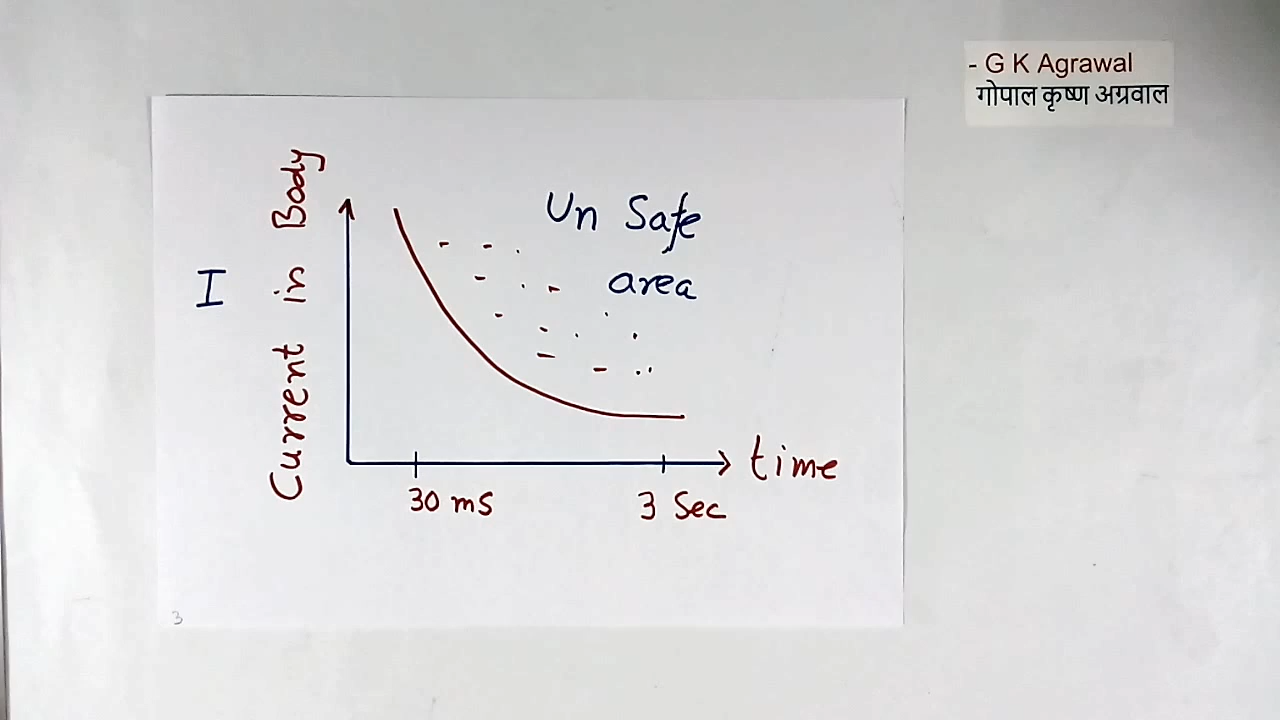 - G K Agrawal
गोपाल कृष्ण अग्रवाल
Un Safe
area
I
Current in Body
time
30 ms
3 Sec
3